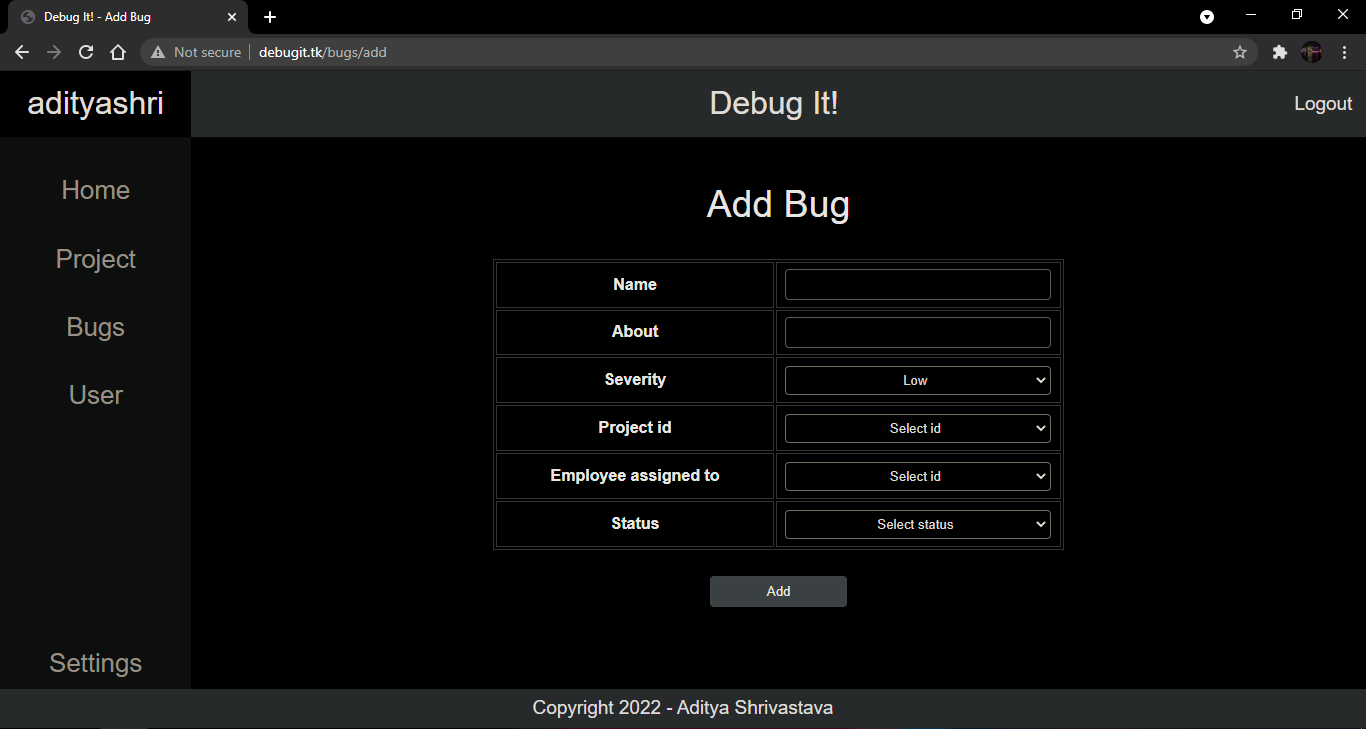 Debug It! - Add Bug
Not secure debugit.tk/bugs/add
adityashri
Debug It!
Logout
Home
Project
Bugs
User
Settings
Add Bug
Name
About
Severity Low
Project id Select id
Employee assigned to Select id
Status Select status
Add
Copyright 2022 - Aditya Shrivastava